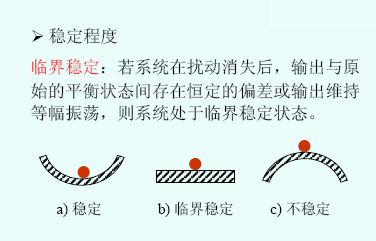 ➢ 稳定程度
临界稳定：若系统在扰动消失后，输出与原
始的平衡状态间存在恒定的偏差或输出维持
等幅振荡，则系统处于临界稳定状态。
a) 稳定 b) 临界稳定 c) 不稳定